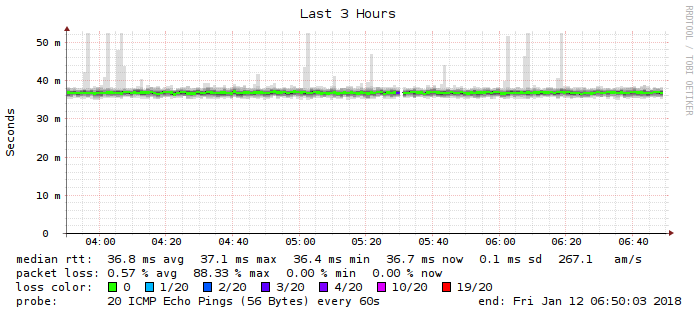 Last 3 Hours
RRDTOOL / TOBI OETIKER
Seconds
50 m
40 m
30 m
20 m
10 m
0
04:00 04:20 04:40 05:00 05:20 05:40 06:00 06:20 06:40
median rtt: 36.8 ms avg 37.1 ms max 36.4 ms min 36.7 ms now 0.1 ms sd 267.1 am/s
packet loss: 0.57 % avg 88.33 % max 0.00 % min 0.00 % now
loss color: 0 1/20 2/20 3/20 4/20 10/20 19/20
probe: 20 ICMP Echo Pings (56 Bytes) every 60s end: Fri Jan 12 06:50:03 2018